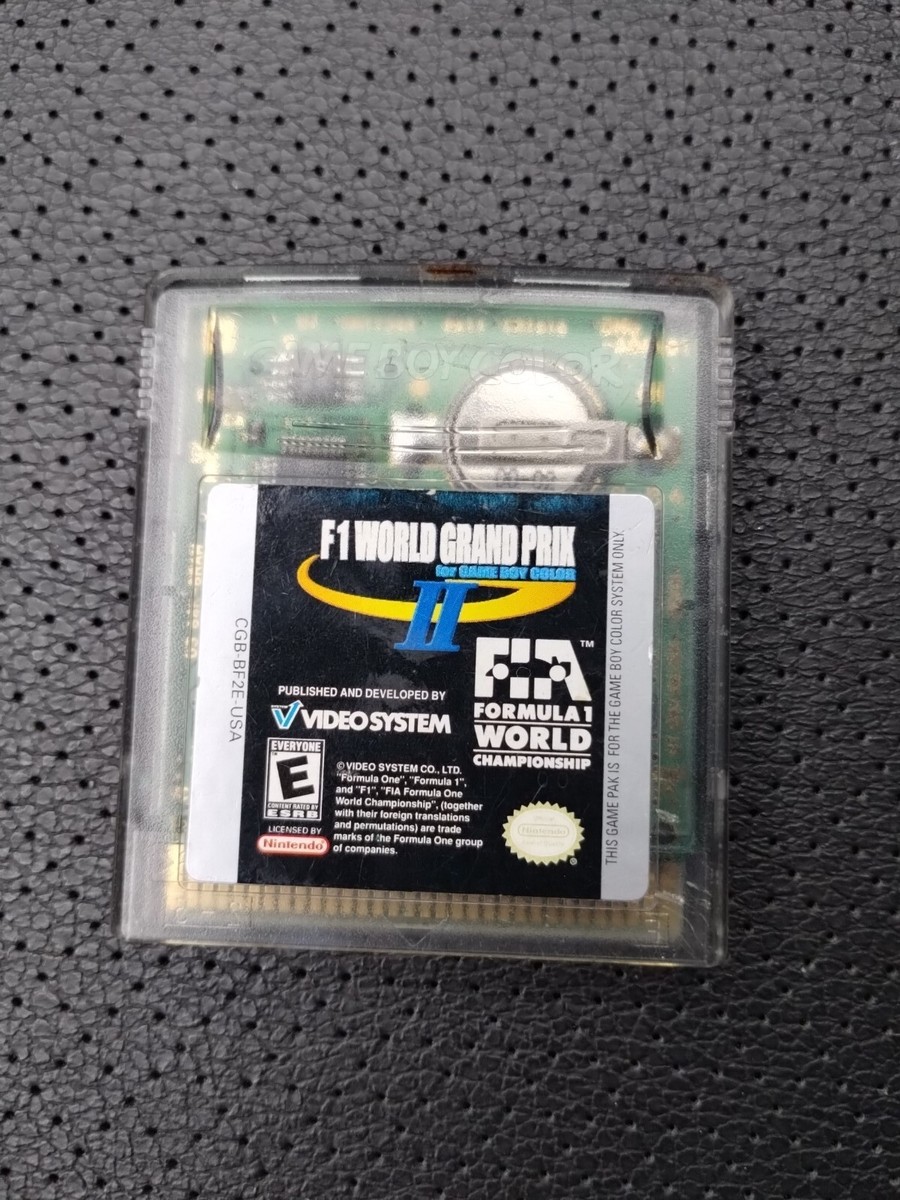 GAME BOY COLOR
F1 WORLD GRAND PRIX
for GAME BOY COLOR
II
CGB-BF2E-USA
THIS GAME PAK IS FOR THE GAME BOY COLOR SYSTEM ONLY.
FIA™
FORMULA 1
WORLD
CHAMPIONSHIP
PUBLISHED AND DEVELOPED BY
VIDEO SYSTEM
EVERYONE
E
CONTENT RATED BY
ESRB
LICENSED BY
Nintendo
© VIDEO SYSTEM CO., LTD.
"Formula One", "Formula 1",
and "F1", "FIA Formula One
World Championship", (together
with their foreign translations
and permutations) are trade
marks of the Formula One group
of companies.
Nintendo
®